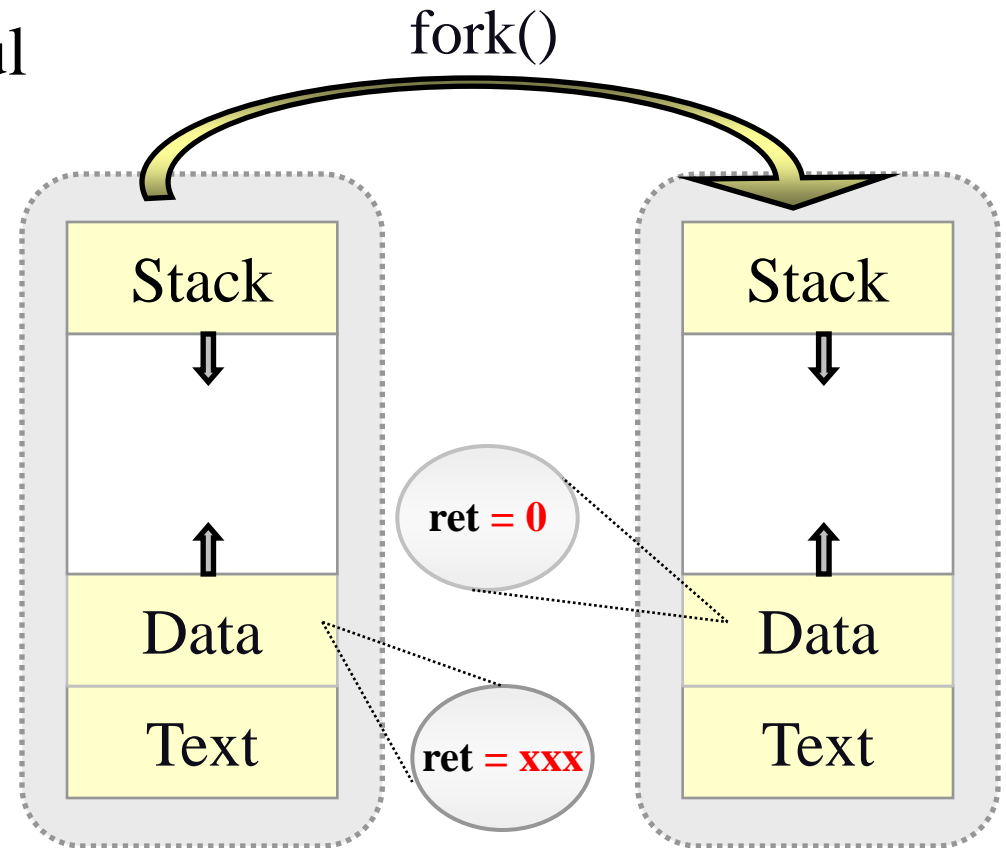 fork()
Stack
Stack
ret = 0
Data
Data
ret = xxx
Text
Text